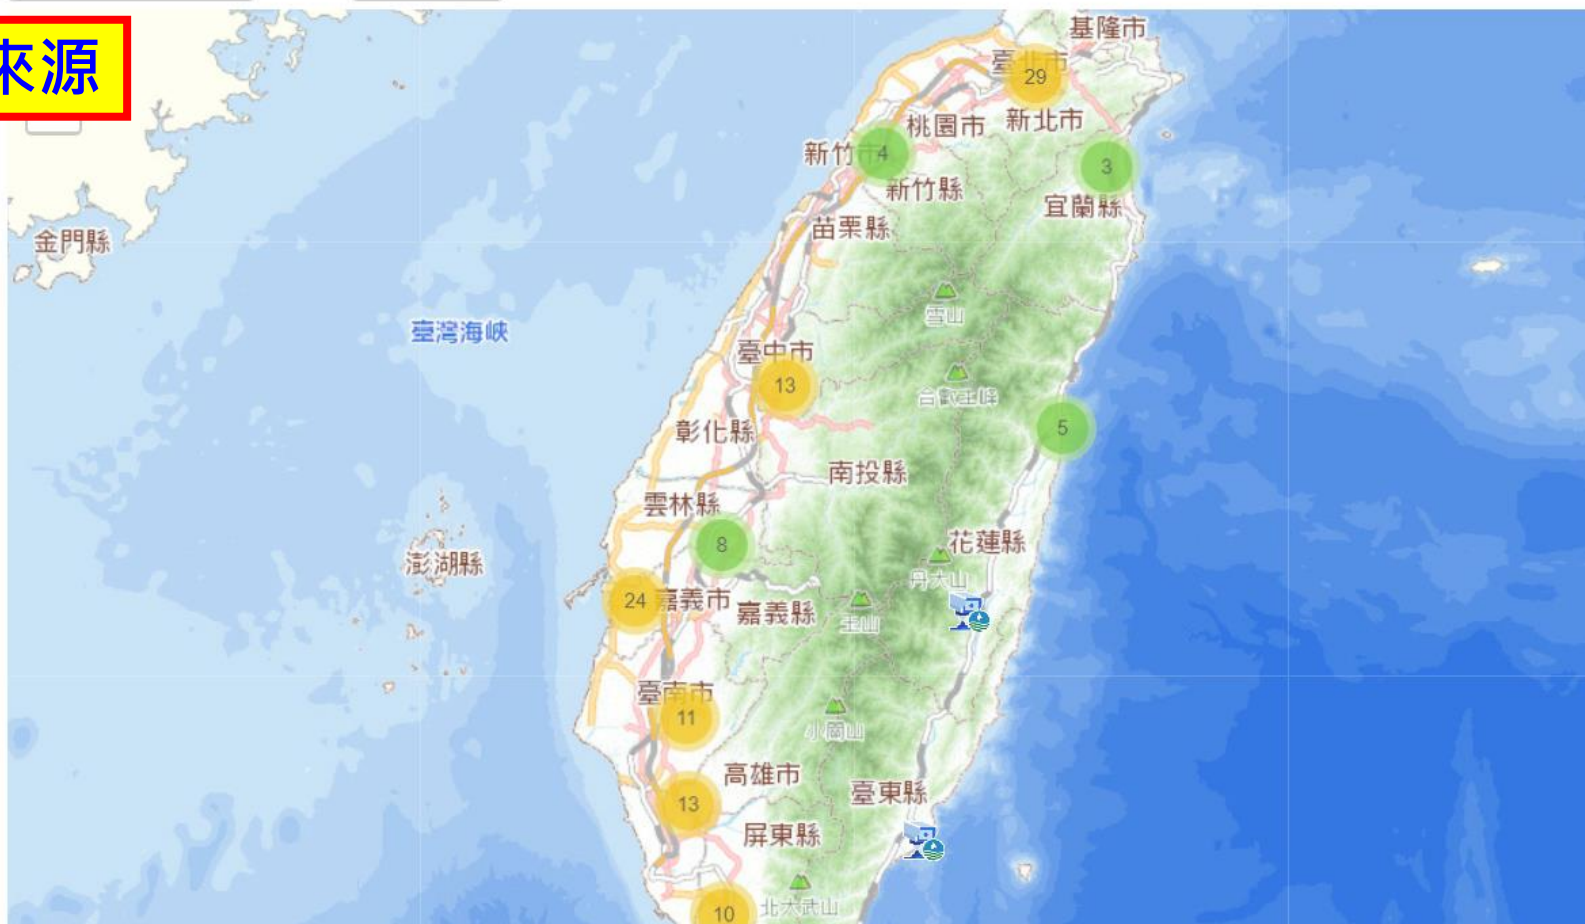 來源
基隆市
臺北市
29
桃園市
新北市
新竹市
4
3
新竹縣
宜蘭縣
苗栗縣
金門縣
雪山
臺灣海峽
臺中市
13
合歡主峰
彰化縣
5
南投縣
雲林縣
8
花蓮縣
澎湖縣
丹大山
24
嘉義市
嘉義縣
玉山
臺南市
11
小關山
高雄市
臺東縣
13
屏東縣
10
北大武山